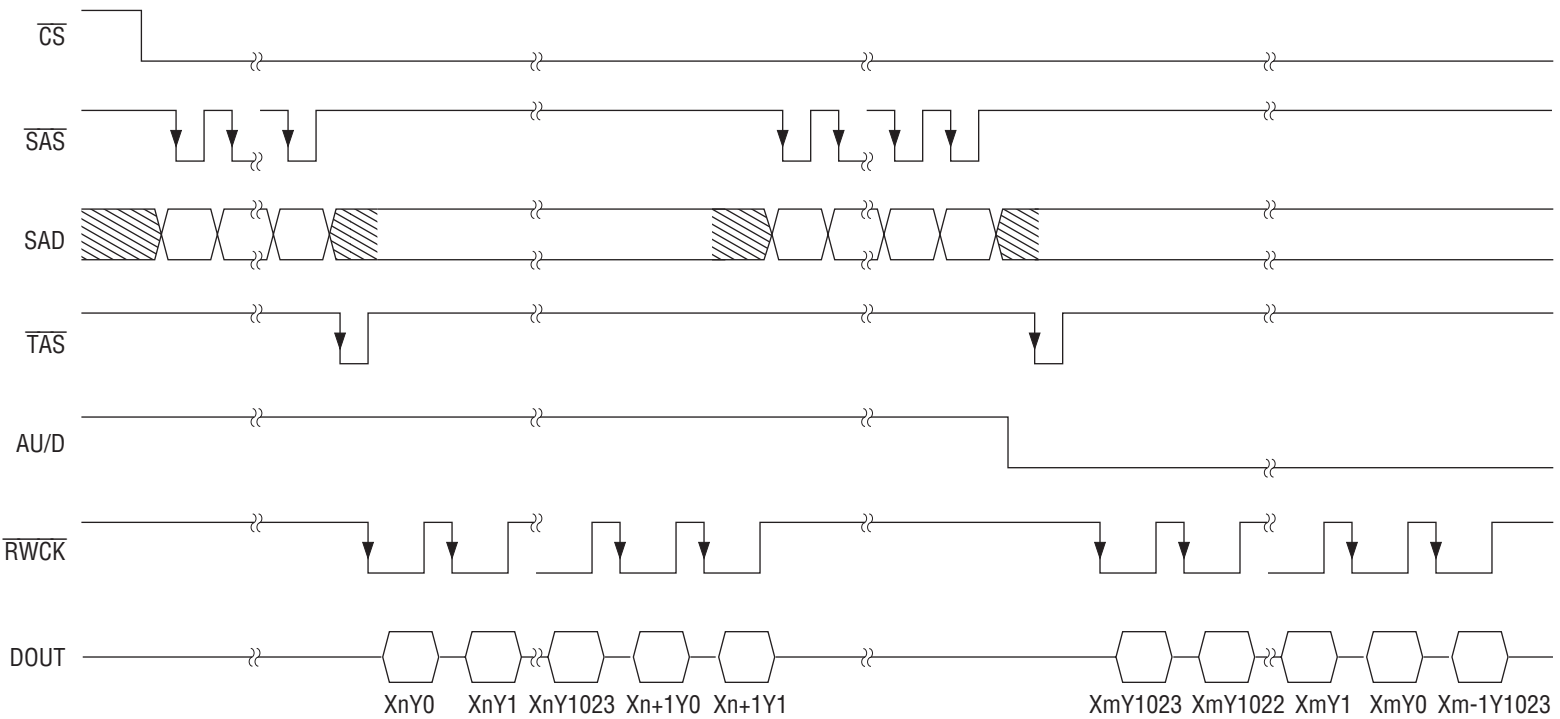 CS
SAS
SAD
TAS
AU/D
RWCK
DOUT
XnY0 XnY1 XnY1023 Xn+1Y0 Xn+1Y1 XmY1023 XmY1022 XmY1 XmY0 Xm-1Y1023